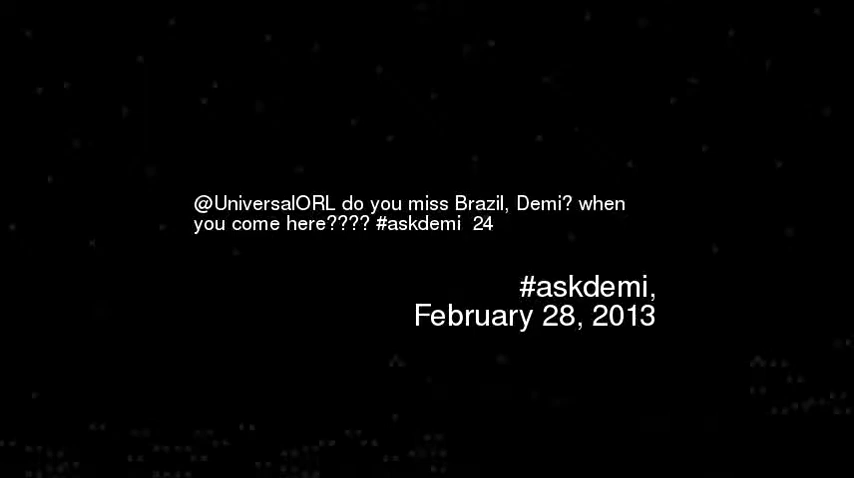 @UniversalORL do you miss Brazil, Demi? when
you come here???? #askdemi  24
#askdemi,
February 28, 2013